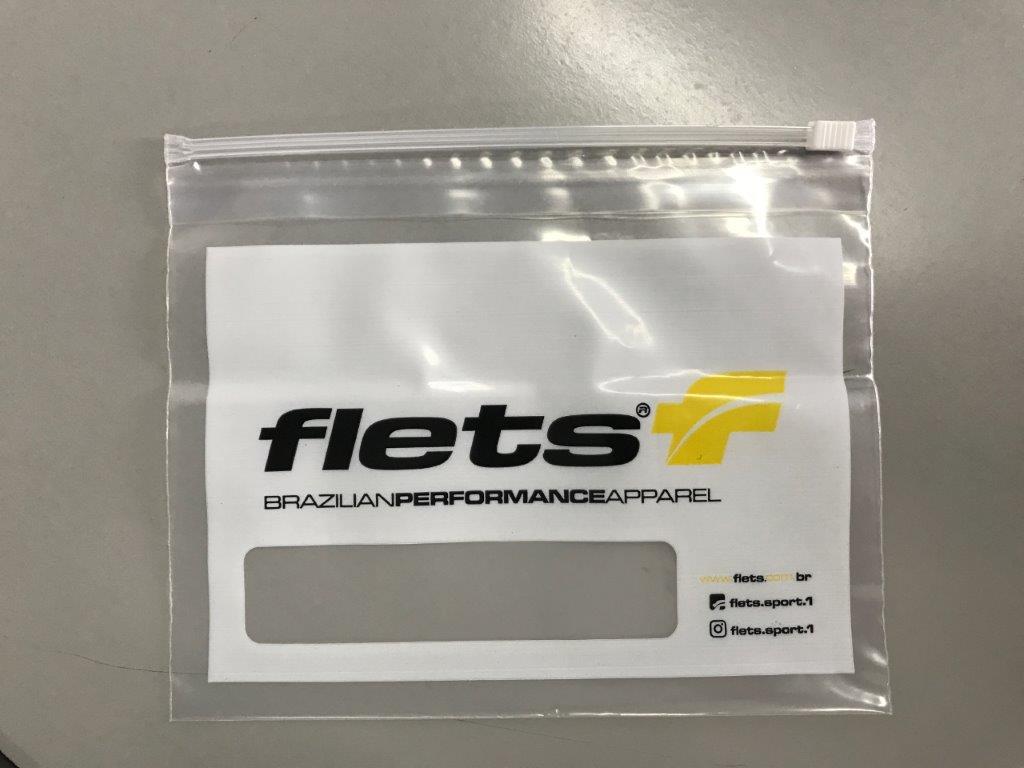 flets®
BRAZILIANPERFORMANCEAPPAREL
www.flets.com.br
flets.sport.1
flets.sport.1